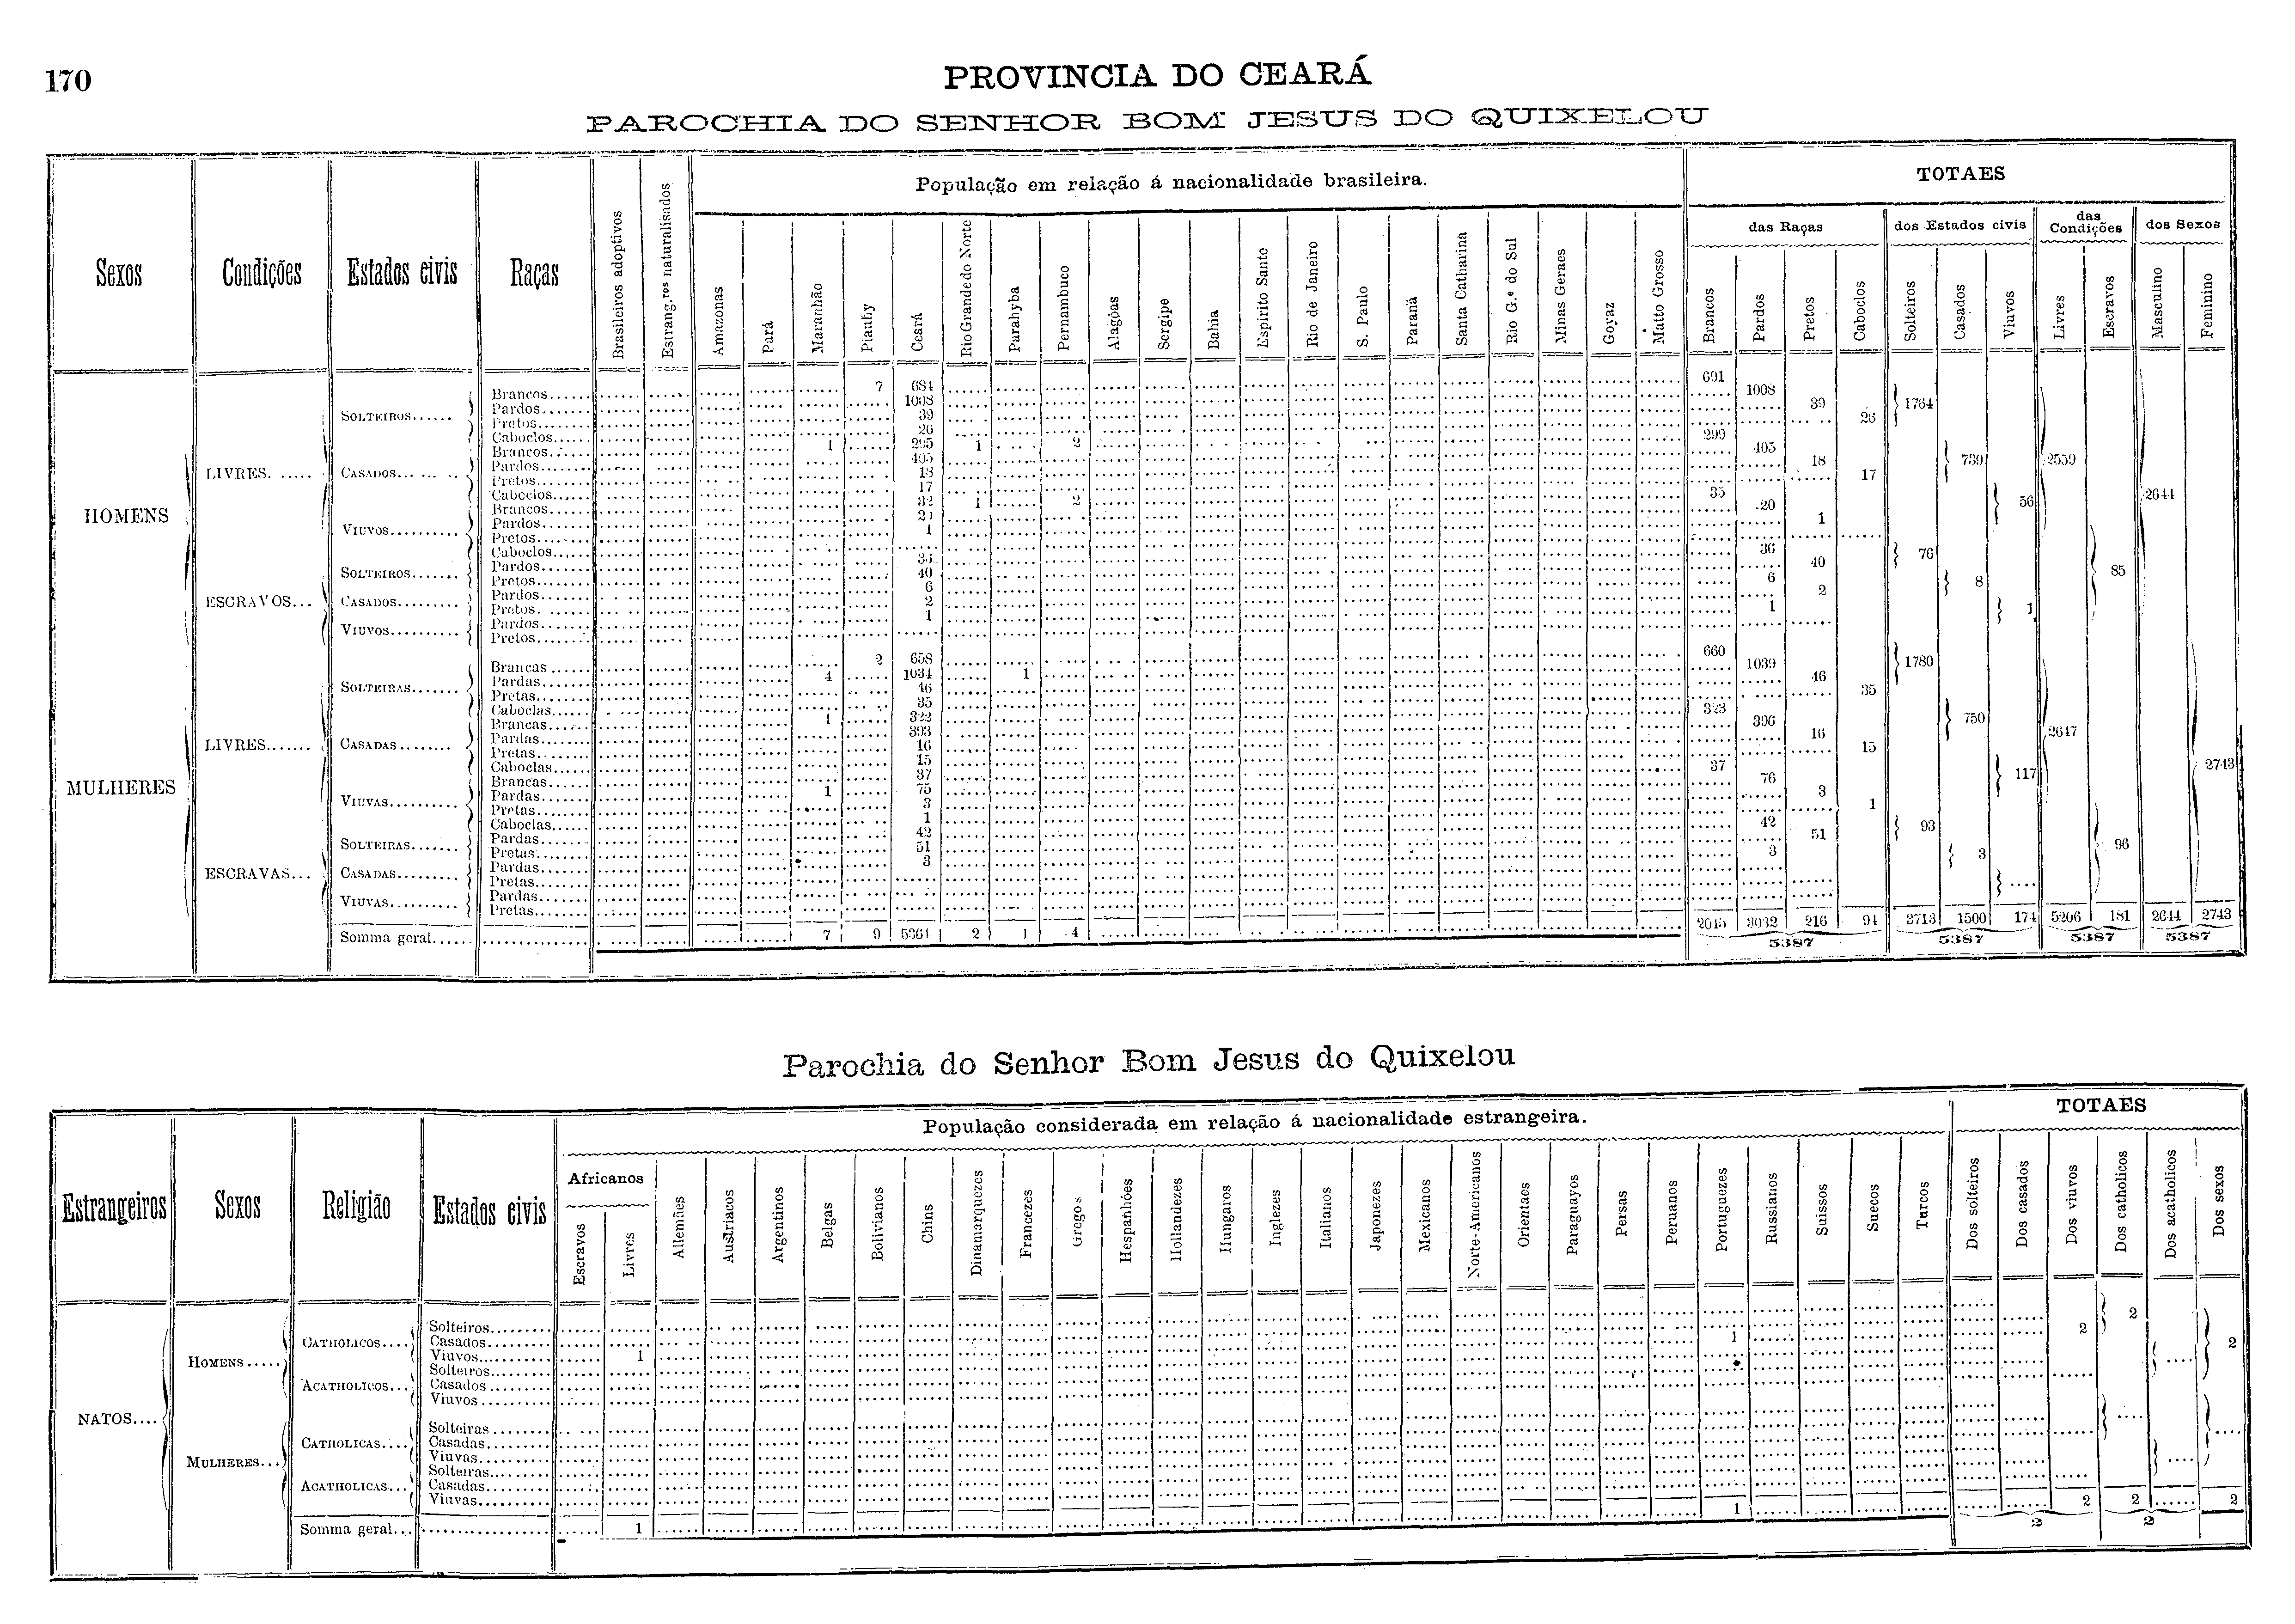 170
PROVINCIA DO CEARÁ
PAROCHIA DO SENHOR BOM JESUS DO QUIXELOU
Sexos Condições Estados civis Raças Brasileiros adoptivos Estrang.ros naturalisados População em relação á nacionalidade brasileira. TOTAES
Amazonas Pará Maranhão Piauhy Ceará Rio Grande do Norte Parahyba Pernambuco Alagôas Sergipe Bahia Espirito Santo Rio de Janeiro S. Paulo Paraná Santa Catharina Rio G.e do Sul Minas Geraes Goyaz Matto Grosso
das Raças dos Estados civis das Condições dos Sexos
Brancos Pardos Pretos Caboclos Solteiros Casados Viuvos Livres Escravos Masculino Feminino
HOMENS
LIVRES
SOLTEIROS
Brancos 7 684 691
Pardos 1008 1008
Pretos 39 39
Caboclos 26 26
1764
CASADOS
Brancos 1 295 1 2 299
Pardos 405 405
Pretos 18 18
Caboclos 17 17
739 2559
VIUVOS
Brancos 32 1 2 35
Pardos 20 20
Pretos 1 1
Caboclos
56 2644
ESCRAVOS
SOLTEIROS
Pardos 36
Pretos 40 40
76
CASADOS
Pardos 6 6
Pretos 2 2
8 85
VIUVOS
Pardos 1 1
Pretos
1
MULHERES
LIVRES
SOLTEIRAS
Brancas 2 658 660
Pardas 4 1034 1 1039
Pretas 46 46
Caboclas 35 35
1780
CASADAS
Brancas 1 322 323
Pardas 393 396
Pretas 16 16
Caboclas 15 15
750 2647
VIUVAS
Brancas 37 37
Pardas 1 75 76
Pretas 3 3
Caboclas 1 1
117 2743
ESCRAVAS
SOLTEIRAS
Pardas 42 42
Pretas 51 51
93
CASADAS
Pardas 3 3
Pretas
3 96
VIUVAS
Pardas
Pretas
Somma geral 7 9 5364 2 1 4 2045 3032 216 94 3713 1500 174 5206 181 2644 2743
5387 5387 5387 5387
Parochia do Senhor Bom Jesus do Quixelou
Estrangeiros Sexos Religião Estados civis População considerada em relação á nacionalidade estrangeira. TOTAES
Africanos
Escravos Livres Allemães Austriacos Argentinos Belgas Bolivianos Chins Dinamarquezes Francezes Gregos Hespanhóes Hollandezes Hungaros Inglezes Italianos Japonezes Mexicanos Norte-Americanos Orientaes Paraguayos Persas Peruanos Portuguezes Russianos Suissos Suecos Turcos
Dos solteiros Dos casados Dos viuvos Dos catholicos Dos acatholicos Dos sexos
NATOS
HOMENS
CATHOLICOS
Solteiros
Casados
Viuvos 1 1 2
2 2
ACATHOLICOS
Solteiros
Casados
Viuvos
MULHERES
CATHOLICAS
Solteiras
Casadas
Viuvas
ACATHOLICAS
Solteiras
Casadas
Viuvas
Somma geral 1 1 2 2 2
2 2